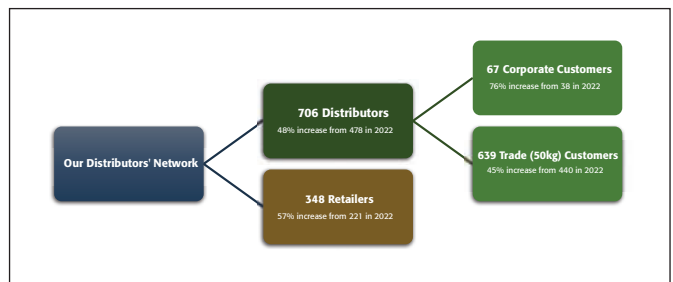 Our Distributors' Network
706 Distributors
48% increase from 478 in 2022
348 Retailers
57% increase from 221 in 2022
67 Corporate Customers
76% increase from 38 in 2022
639 Trade (50kg) Customers
45% increase from 440 in 2022